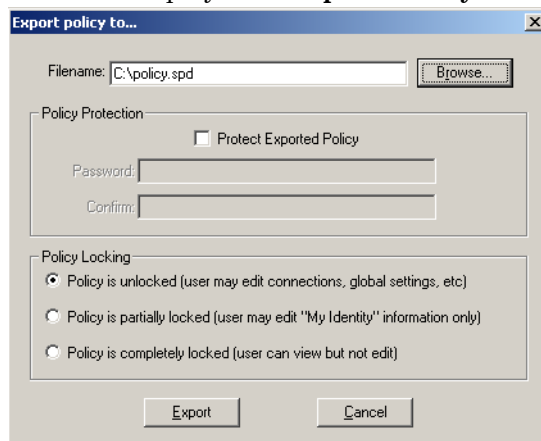 Export policy to...
Filename: C:\policy.spd Browse...
Policy Protection
Protect Exported Policy
Password:
Confirm:
Policy Locking
Policy is unlocked (user may edit connections, global settings, etc)
Policy is partially locked (user may edit "My Identity" information only)
Policy is completely locked (user can view but not edit)
Export Cancel